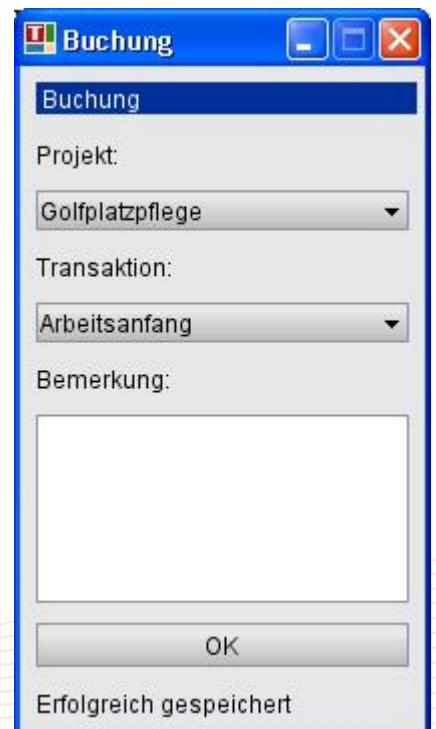 Buchung
Buchung
Projekt:
Golfplatzpflege
Transaktion:
Arbeitsanfang
Bemerkung:
OK
Erfolgreich gespeichert